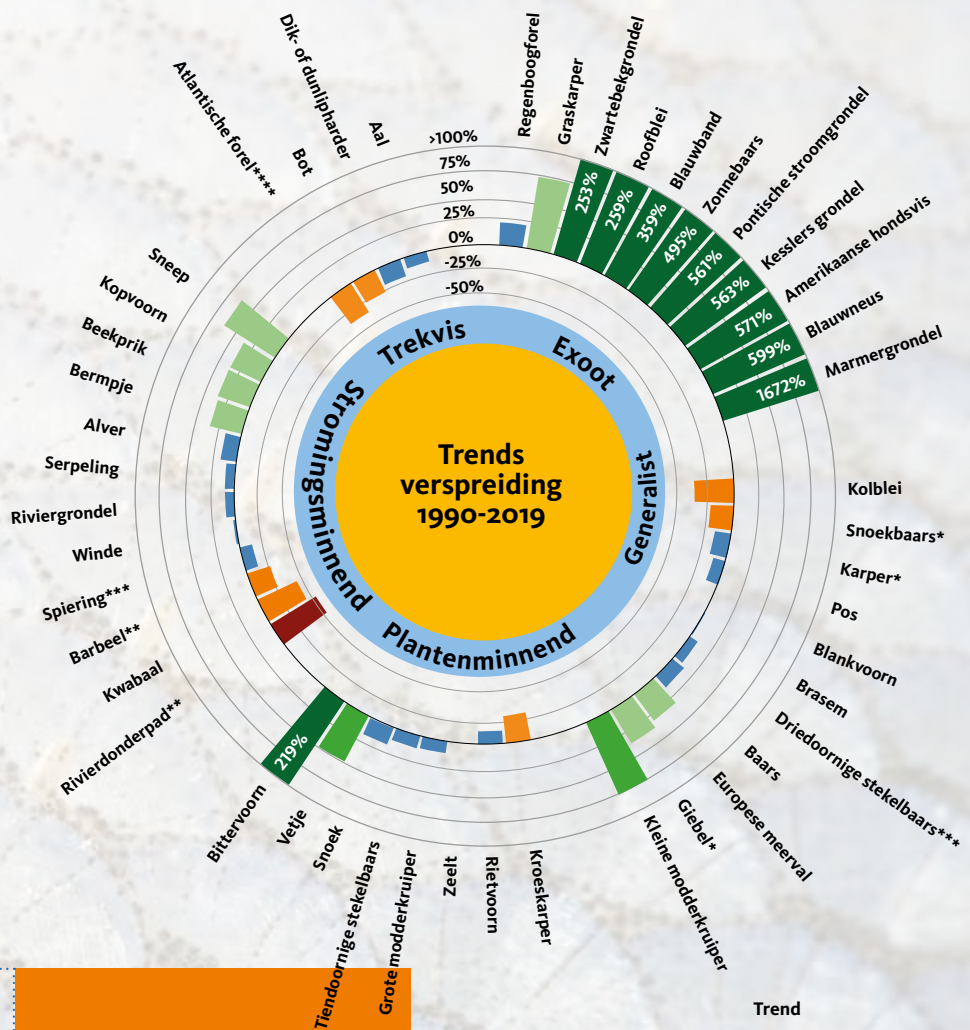 Trends
verspreiding
1990-2019
Trekvis
Exoot
Generalist
Plantenminnend
Stromingsminnend
>100%
75%
50%
25%
0%
-25%
-50%
Regenboogforel
Graskarper
Zwartebekgrondel
253%
Roofblei
259%
Blauwband
359%
Zonnebaars
495%
Pontische stroomgrondel
561%
Kesslers grondel
563%
Amerikaanse hondsvis
571%
Blauwneus
599%
Marmergrondel
1672%
Kolblei
Snoekbaars*
Karper*
Pos
Blankvoorn
Brasem
Driedoornige stekelbaars***
Baars
Europese meerval
Giebel*
Kleine modderkruiper
Kroeskarper
Rietvoorn
Zeelt
Grote modderkruiper
Tiendoornige stekelbaars
Snoek
Vetje
Bittervoorn
219%
Rivierdonderpad**
Kwabaal
Barbeel**
Spiering***
Winde
Riviergrondel
Serpeling
Alver
Bermpje
Beekprik
Kopvoorn
Sneep
Atlantische forel****
Bot
Dik- of dunlipharder
Aal
Trend